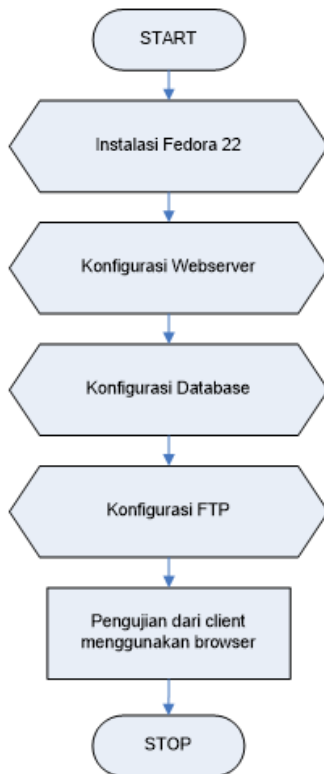 START
Instalasi Fedora 22
Konfigurasi Webserver
Konfigurasi Database
Konfigurasi FTP
Pengujian dari client
menggunakan browser
STOP